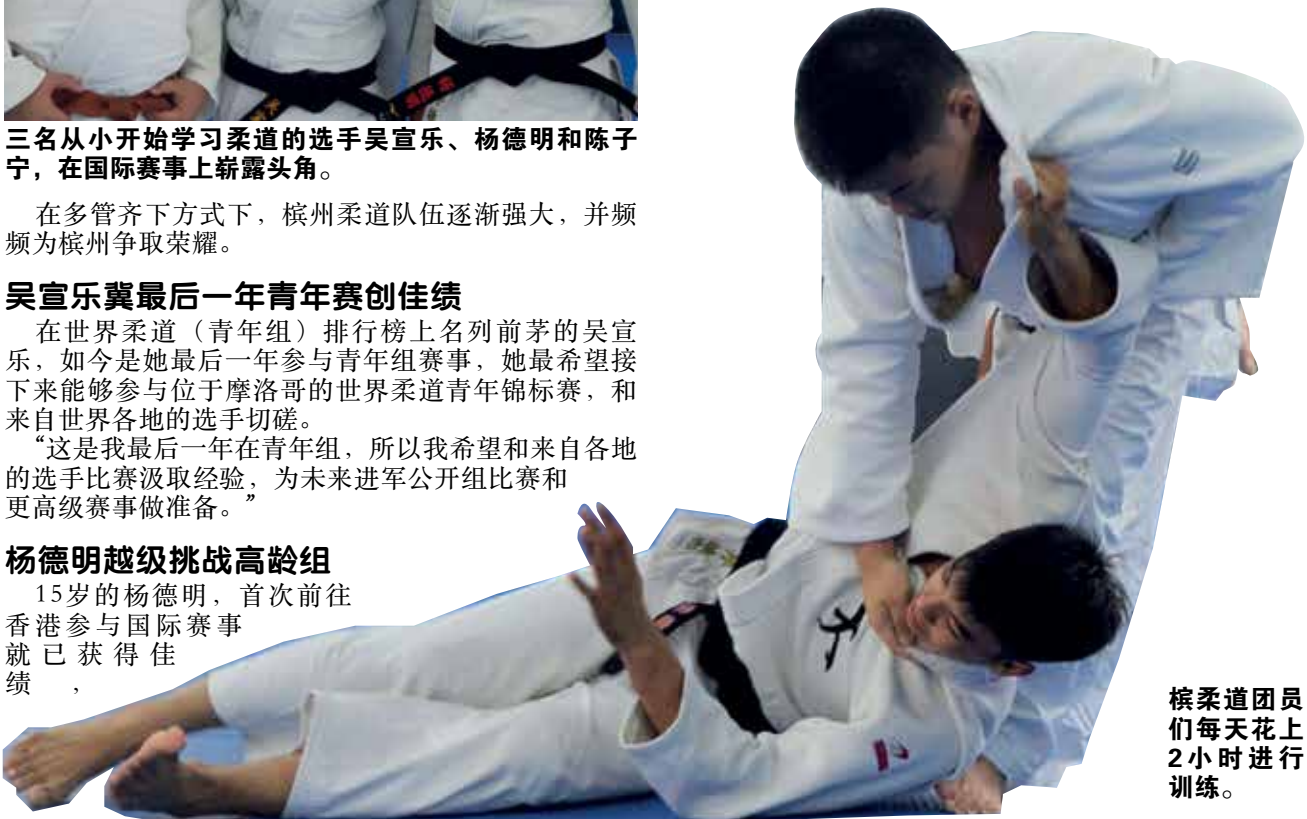 三名从小开始学习柔道的选手吴宣乐、杨德明和陈子
宁，在国际赛事上崭露头角。
在多管齐下方式下，槟州柔道队伍逐渐强大，并频
频为槟州争取荣耀。
吴宣乐冀最后一年青年赛创佳绩
在世界柔道（青年组）排行榜上名列前茅的吴宣
乐，如今是她最后一年参与青年组赛事，她最希望接
下来能够参与位于摩洛哥的世界柔道青年锦标赛，和
来自世界各地的选手切磋。
“这是我最后一年在青年组，所以我希望和来自各地
的选手比赛汲取经验，为未来进军公开组比赛和
更高级赛事做准备。”
杨德明越级挑战高龄组
15岁的杨德明，首次前往
香港参与国际赛事
就已获得佳
绩，
槟柔道团员
们每天花上
2小时进行
训练。